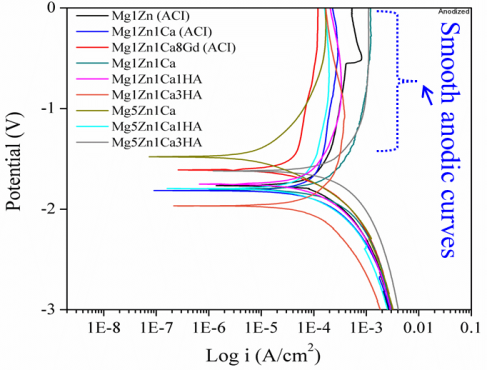 Anodized
0
-1
-2
-3
Potential (V)
Mg1Zn (ACI)
Mg1Zn1Ca (ACI)
Mg1Zn1Ca8Gd (ACI)
Mg1Zn1Ca
Mg1Zn1Ca1HA
Mg1Zn1Ca3HA
Mg5Zn1Ca
Mg5Zn1Ca1HA
Mg5Zn1Ca3HA
Smooth anodic curves
1E-8 1E-7 1E-6 1E-5 1E-4 1E-3 0.01 0.1
Log i (A/cm²)